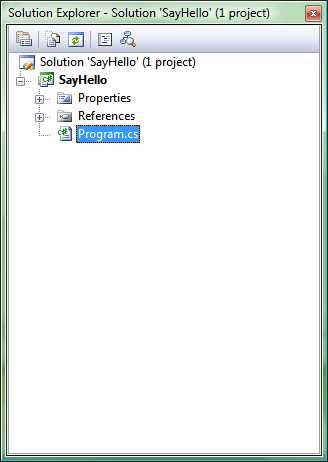 Solution Explorer - Solution 'SayHello' (1 project)
Solution 'SayHello' (1 project)
SayHello
Properties
References
Program.cs